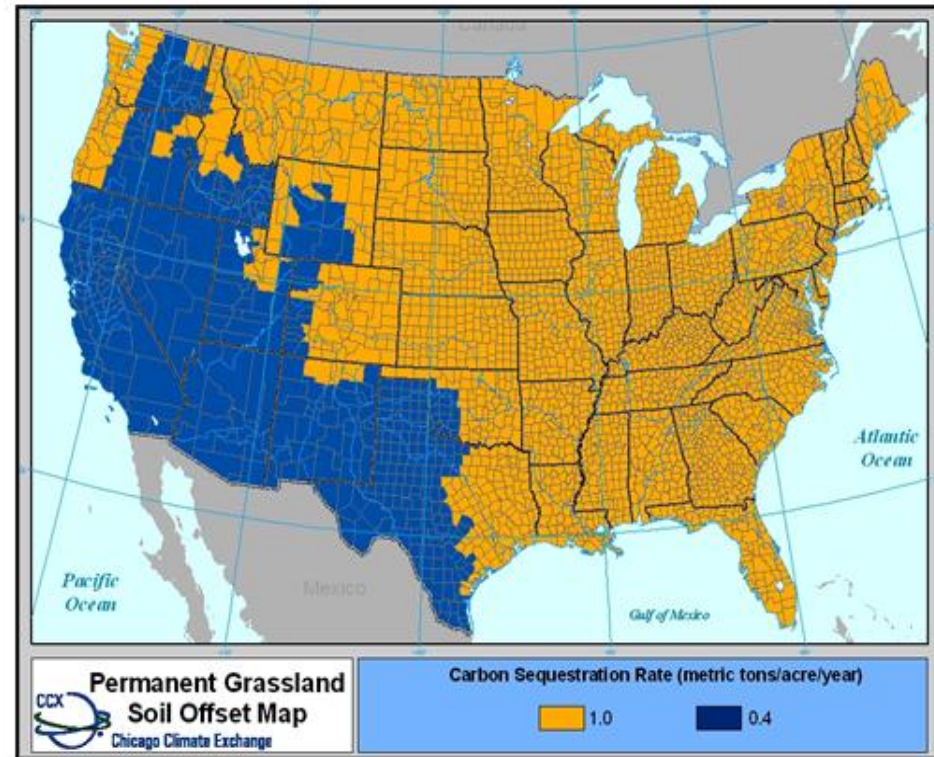 Canada
Atlantic
Ocean
Pacific
Ocean
Mexico
Gulf of Mexico
CCX
Permanent Grassland
Soil Offset Map
Chicago Climate Exchange
Carbon Sequestration Rate (metric tons/acre/year)
1.0
0.4